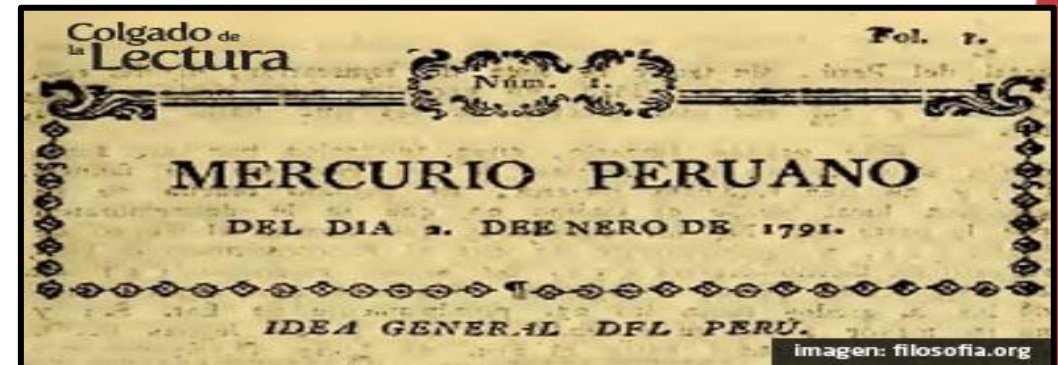 Colgado de
la Lectura
Fol. 1.
Núm. 1.
MERCURIO PERUANO
DEL DIA 2. DEE NERO DE 1791.
IDEA GENERAL DEL PERÚ.
imagen: filosofia.org